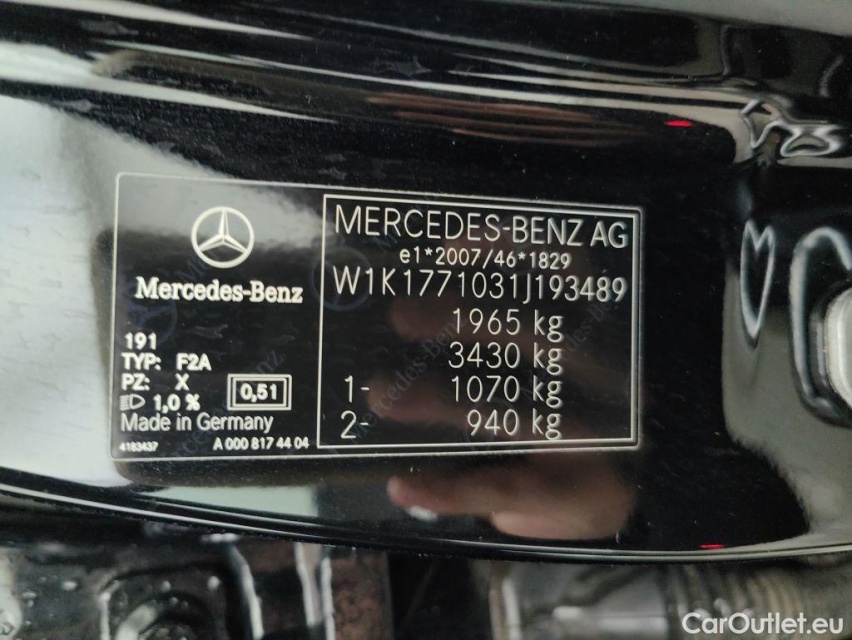 Mercedes-Benz
191
TYP: F2A
PZ: X
1,0 %
0,51
Made in Germany
4183437
A 000 817 44 04
MERCEDES-BENZ AG
e1*2007/46*1829
W1K1771031J193489
1965 kg
3430 kg
1- 1070 kg
2- 940 kg
CarOutlet.eu